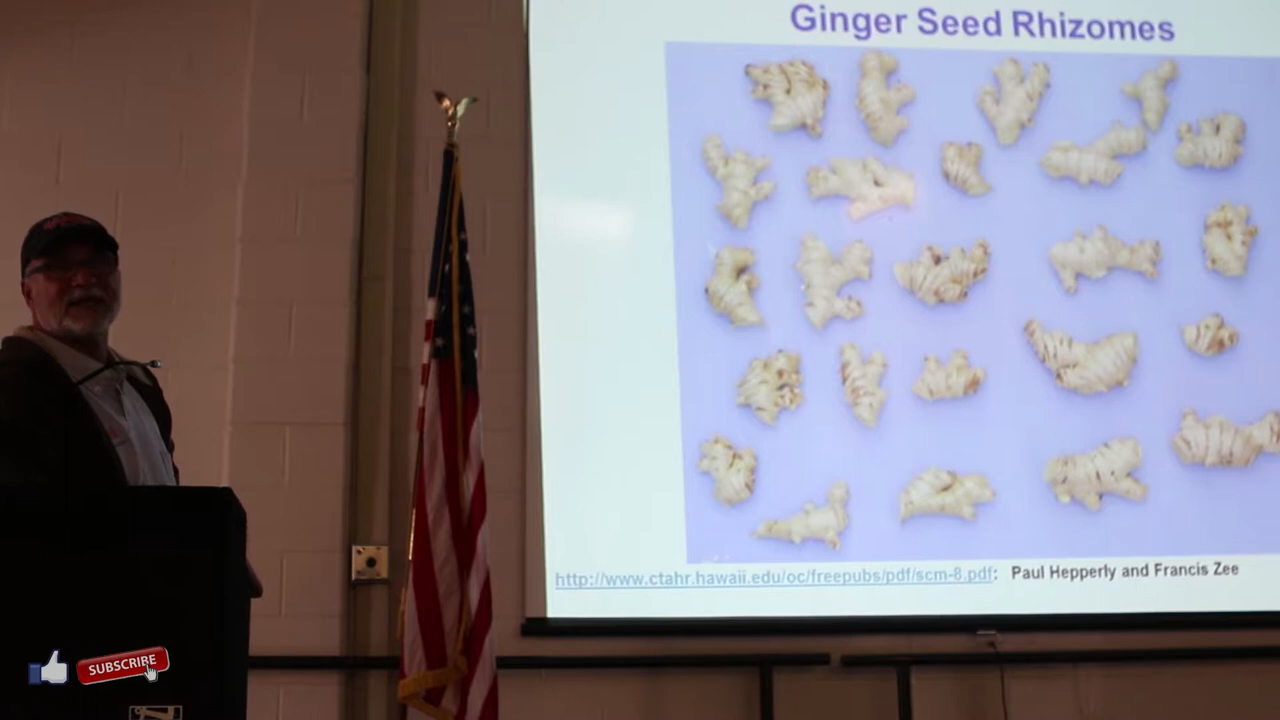 Ginger Seed Rhizomes
http://www.ctahr.hawaii.edu/oc/freepubs/pdf/scm-8.pdf: Paul Hepperly and Francis Zee
SUBSCRIBE